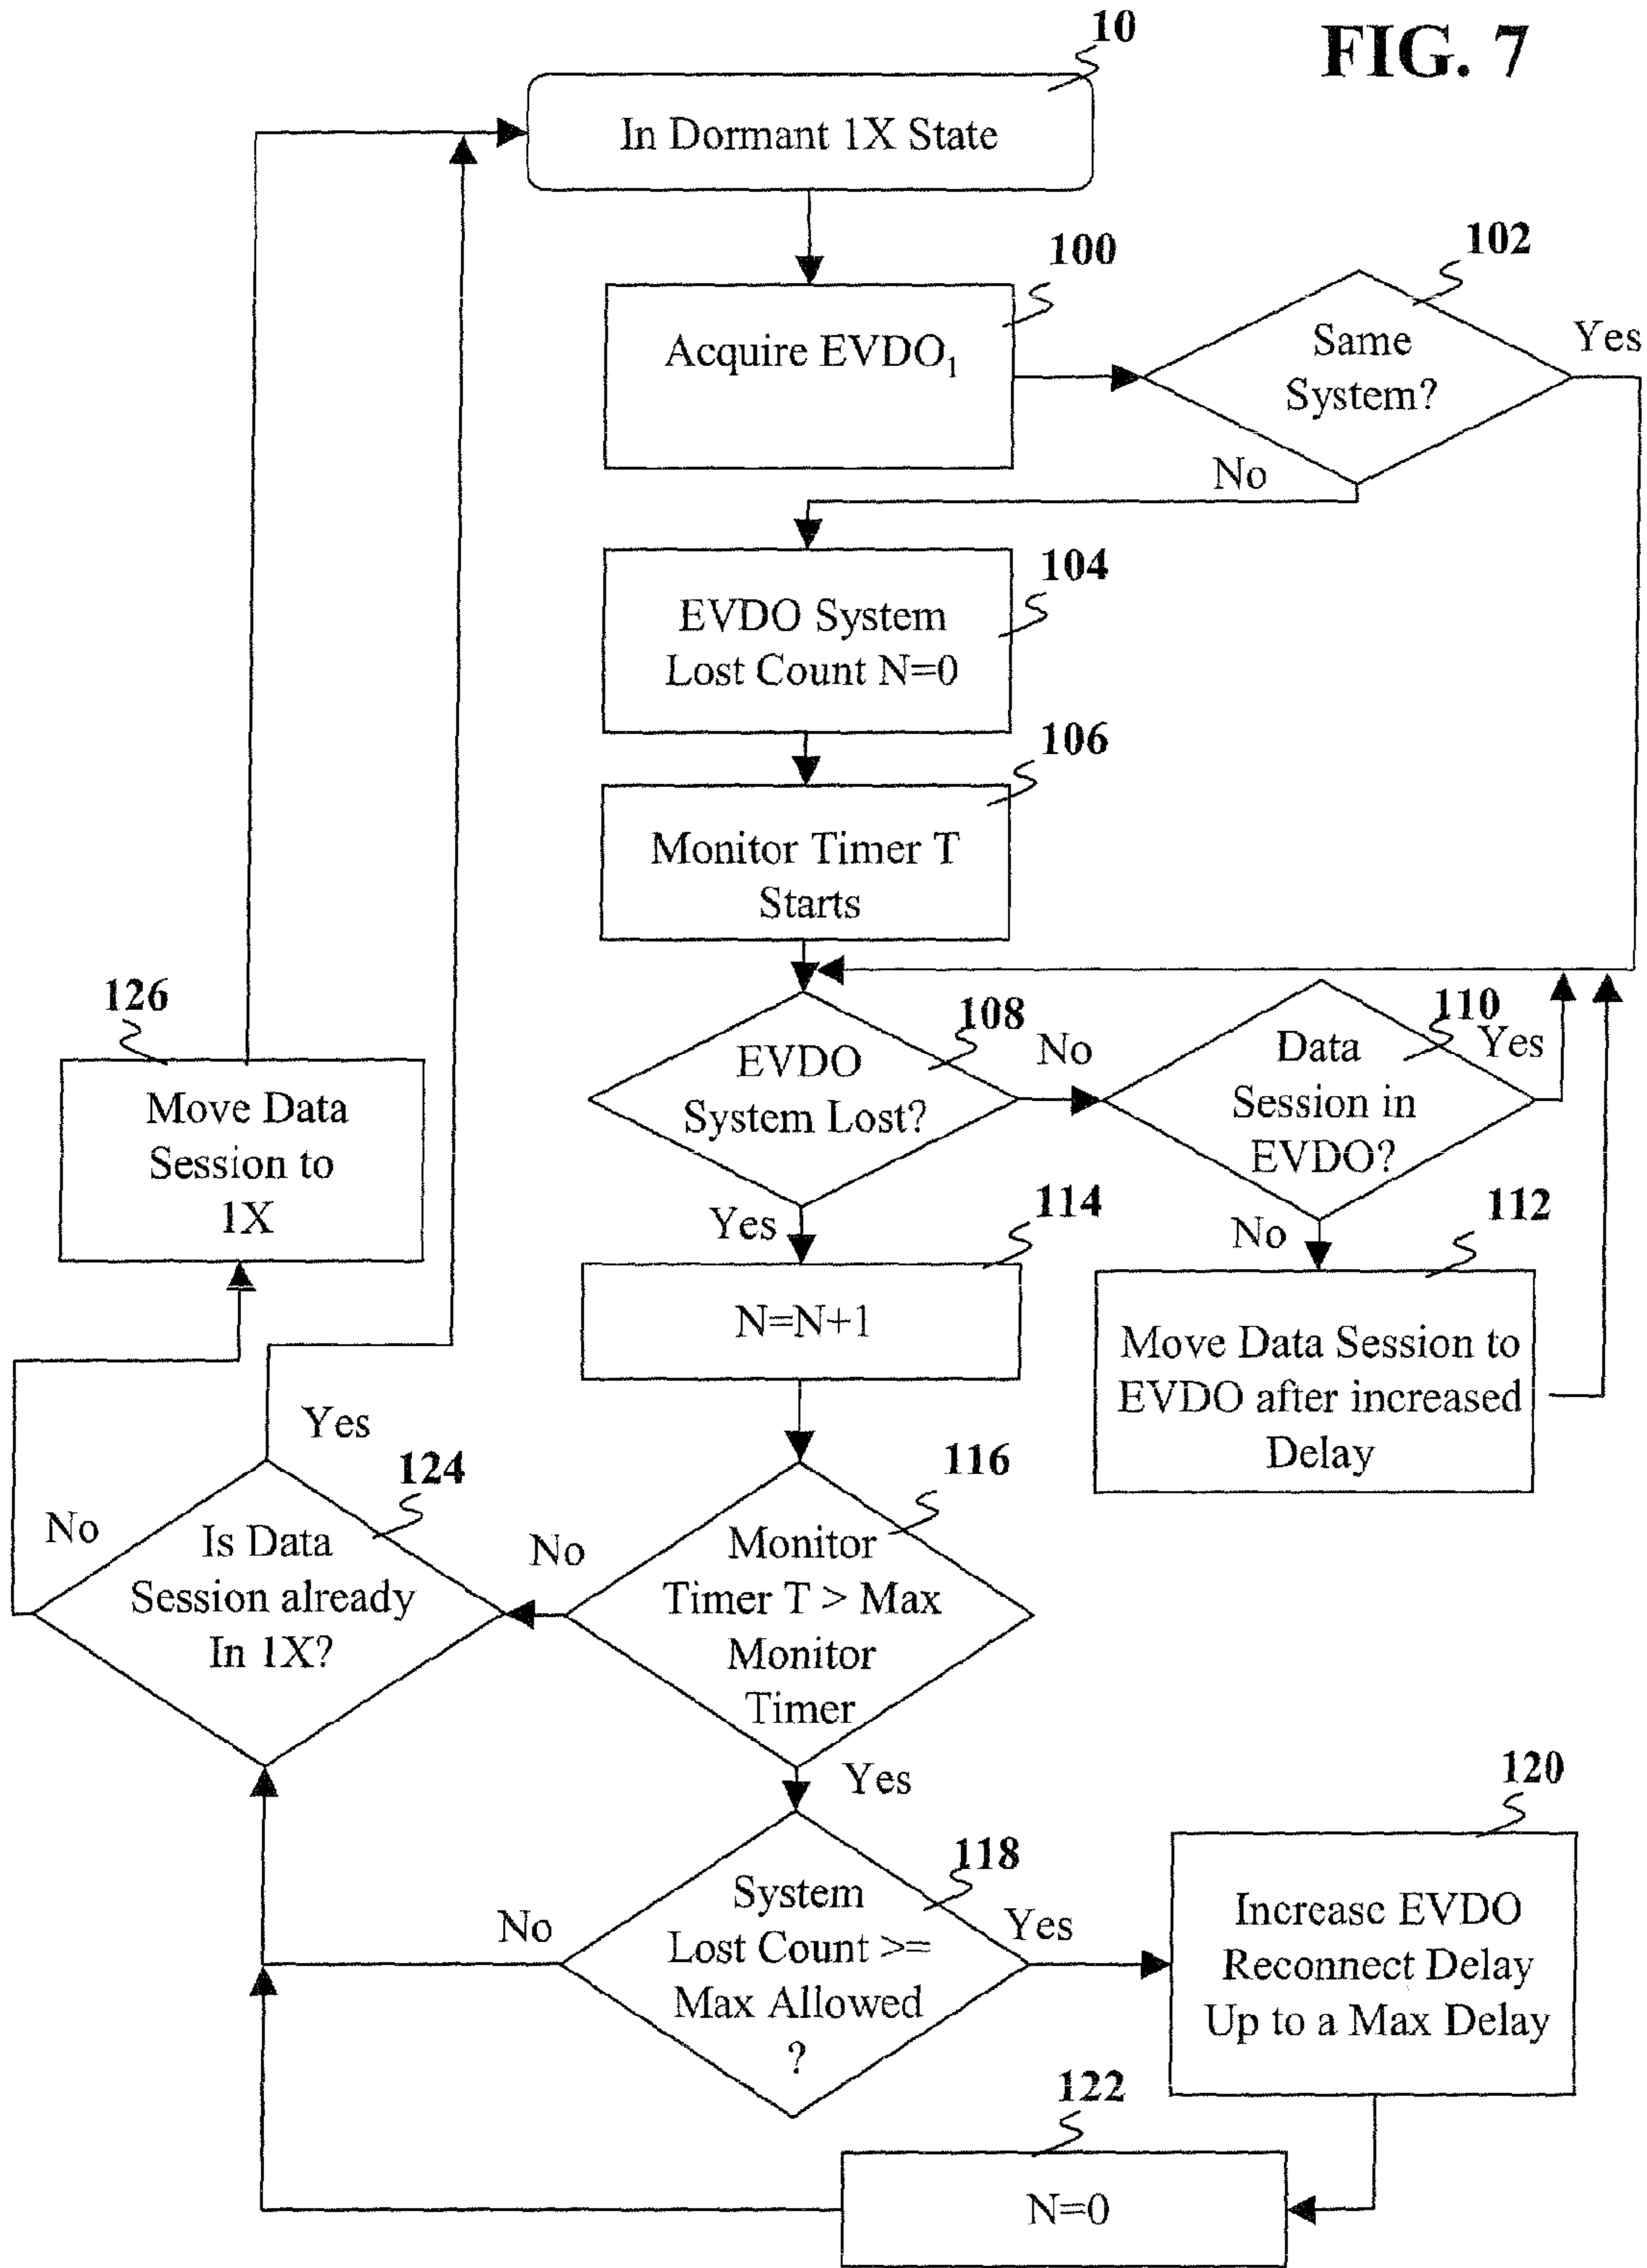 FIG. 7
10
In Dormant 1X State
100
Acquire EVDO₁
102
Same
System?
Yes
No
104
EVDO System
Lost Count N=0
106
Monitor Timer T
Starts
108
EVDO
System Lost?
No
Yes
110
Data
Session in
EVDO?
Yes
No
112
Move Data Session to
EVDO after increased
Delay
114
N=N+1
116
Monitor
Timer T > Max
Monitor
Timer
No
Yes
118
System
Lost Count >=
Max Allowed
?
No
Yes
120
Increase EVDO
Reconnect Delay
Up to a Max Delay
122
N=0
124
Is Data
Session already
In 1X?
Yes
No
126
Move Data
Session to
1X